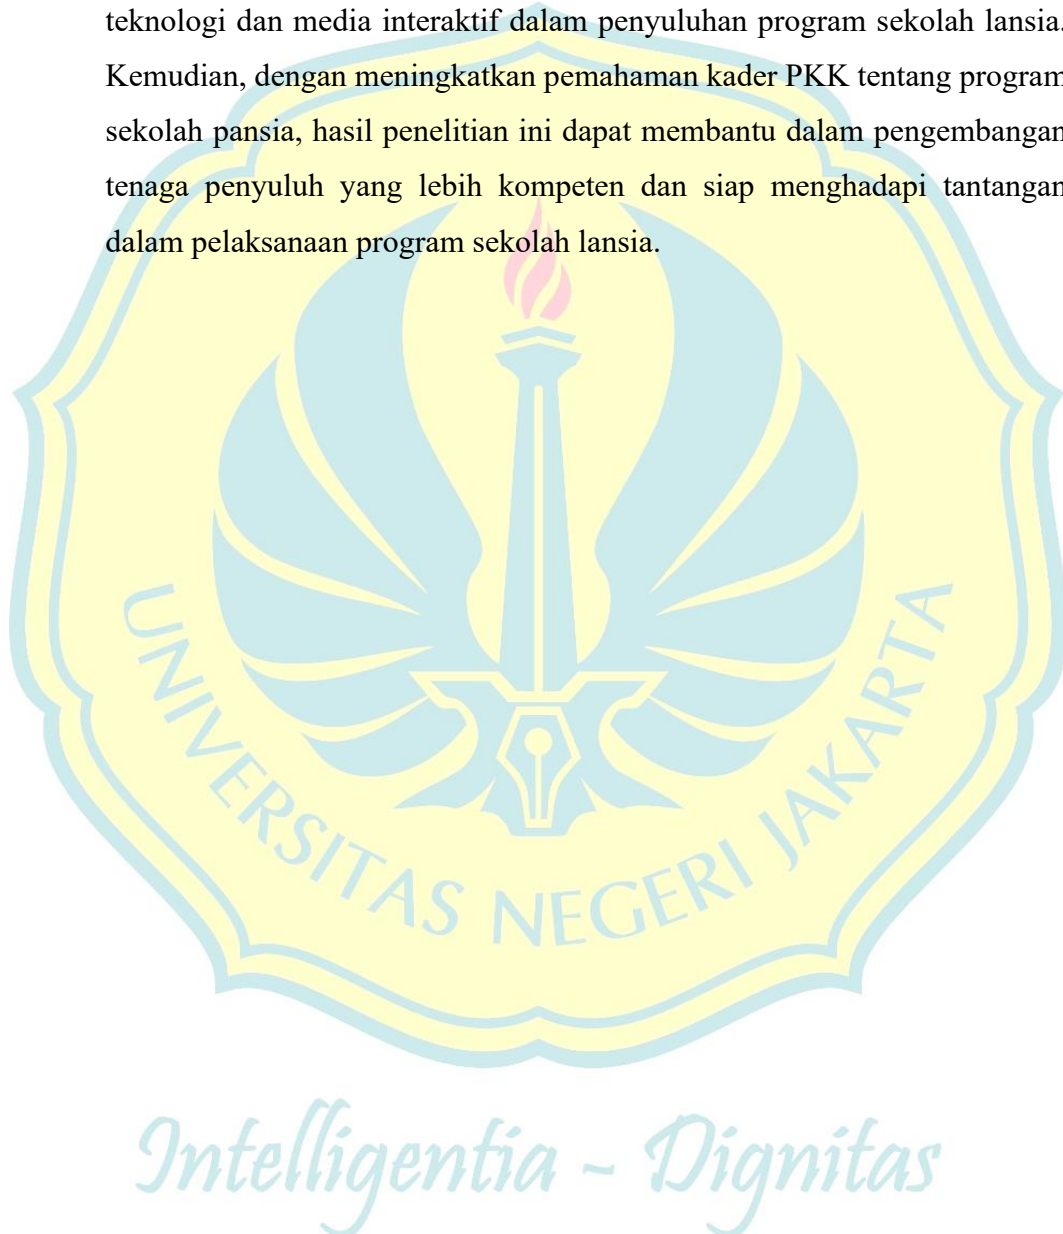 teknologi dan media interaktif dalam penyuluhan program sekolah lansia.
Kemudian, dengan meningkatkan pemahaman kader PKK tentang program
sekolah pansia, hasil penelitian ini dapat membantu dalam pengembangan
tenaga penyuluh yang lebih kompeten dan siap menghadapi tantangan
dalam pelaksanaan program sekolah lansia.
UNIVERSITAS NEGERI JAKARTA
Intelligentia - Dignitas